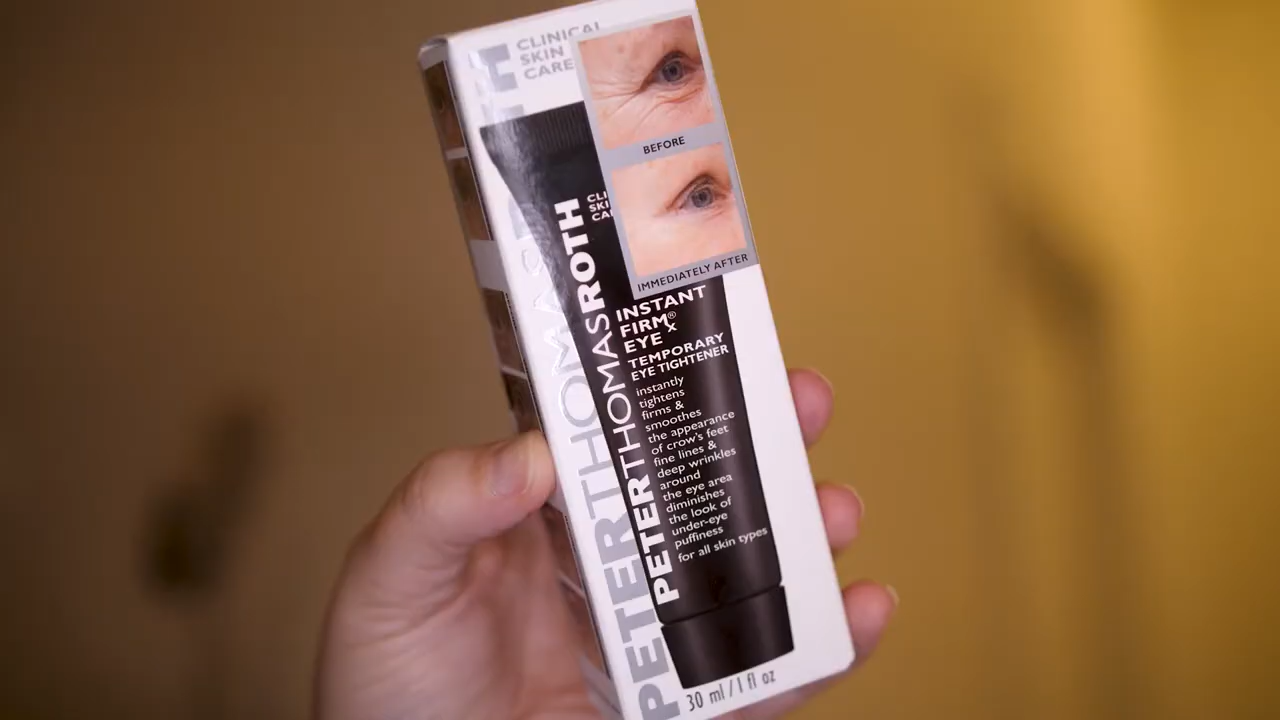 CLINICAL
SKIN
CARE
BEFORE
IMMEDIATELY AFTER
PETERTHOMASROTH
PETERTHOMASROTH
INSTANT
FIRMx®
EYE
TEMPORARY
EYE TIGHTENER
instantly
tightens
firms &
smoothes
the appearance
of crow's feet
fine lines &
deep wrinkles
around
the eye area
diminishes
the look of
under-eye
puffiness
for all skin types
30 ml / 1 fl oz